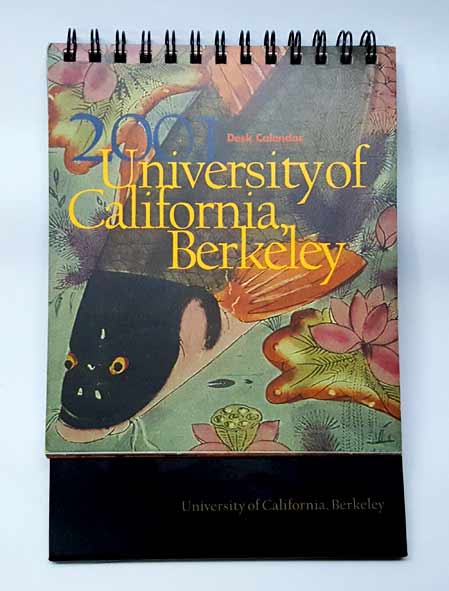 2001
Desk Calendar
University of
California,
Berkeley
University of California, Berkeley